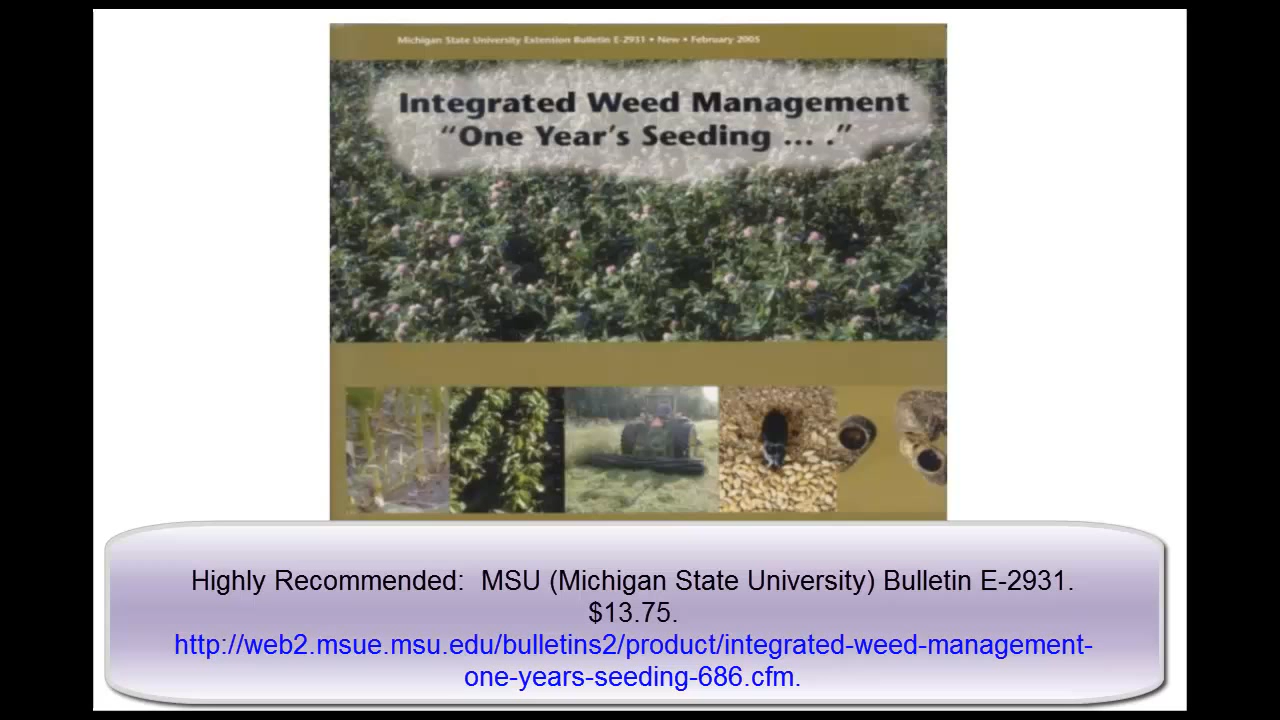 Michigan State University Extension Bulletin E-2931 • New • February 2005
Integrated Weed Management
“One Year’s Seeding ... .”
Highly Recommended:  MSU (Michigan State University) Bulletin E-2931.
$13.75.
http://web2.msue.msu.edu/bulletins2/product/integrated-weed-management-
one-years-seeding-686.cfm.